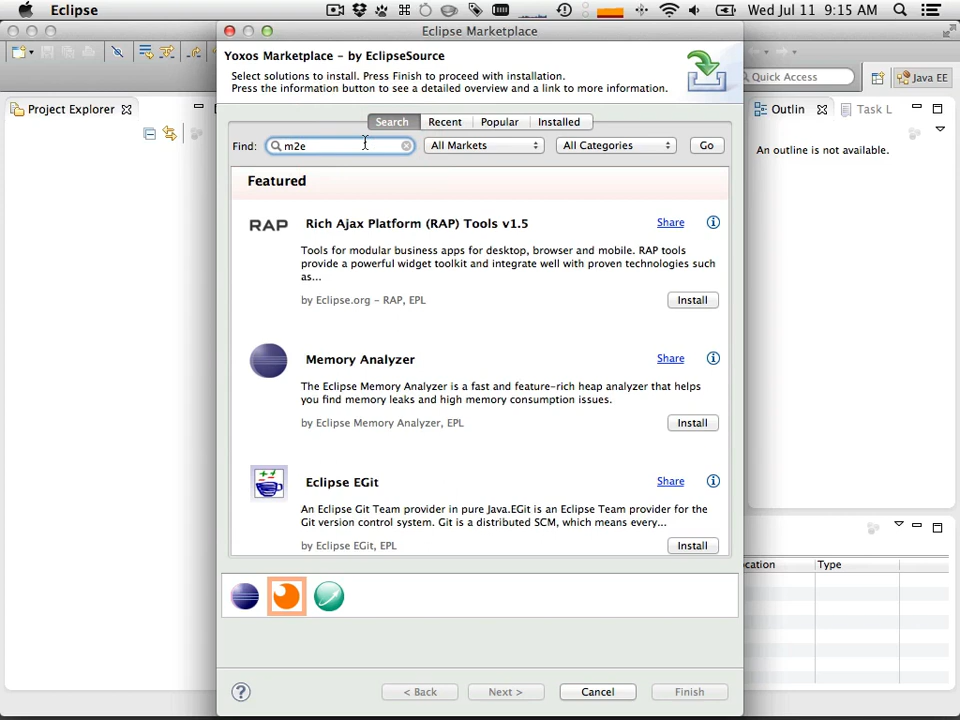 Eclipse
Wed Jul 11 9:15 AM
Eclipse Marketplace
Yoxos Marketplace – by EclipseSource
Select solutions to install. Press Finish to proceed with installation.
Press the information button to see a detailed overview and a link to more information.
Quick Access
Java EE
Project Explorer
Search
Recent
Popular
Installed
Outlin
Task L
Find:
m2e
All Markets
All Categories
Go
An outline is not available.
Featured
RAP
Rich Ajax Platform (RAP) Tools v1.5
Share
Tools for modular business apps for desktop, browser and mobile. RAP tools
provide a powerful widget toolkit and integrate well with proven technologies such
as...
by Eclipse.org – RAP, EPL
Install
Memory Analyzer
Share
The Eclipse Memory Analyzer is a fast and feature-rich heap analyzer that helps
you find memory leaks and high memory consumption issues.
by Eclipse Memory Analyzer, EPL
Install
Eclipse EGit
Share
An Eclipse Git Team provider in pure Java.EGit is an Eclipse Team provider for the
Git version control system. Git is a distributed SCM, which means every...
by Eclipse EGit, EPL
Install
cation
Type
?
< Back
Next >
Cancel
Finish